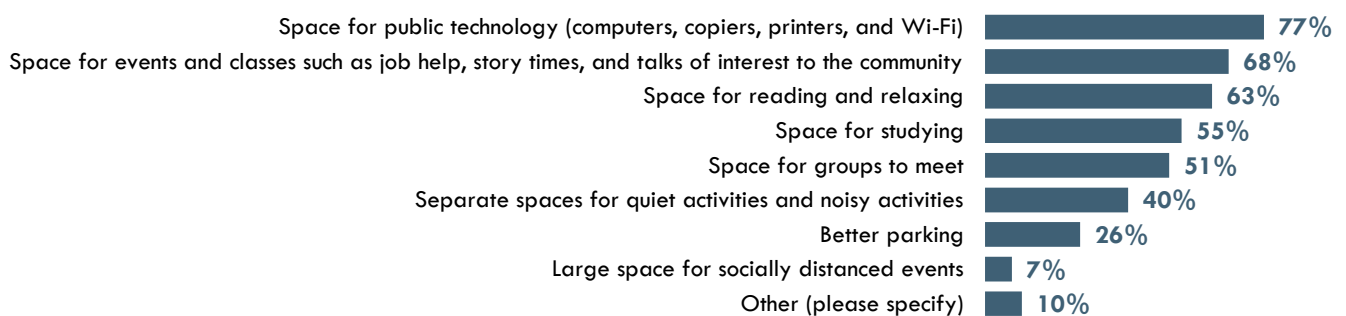 Space for public technology (computers, copiers, printers, and Wi-Fi) 77%
Space for events and classes such as job help, story times, and talks of interest to the community 68%
Space for reading and relaxing 63%
Space for studying 55%
Space for groups to meet 51%
Separate spaces for quiet activities and noisy activities 40%
Better parking 26%
Large space for socially distanced events 7%
Other (please specify) 10%